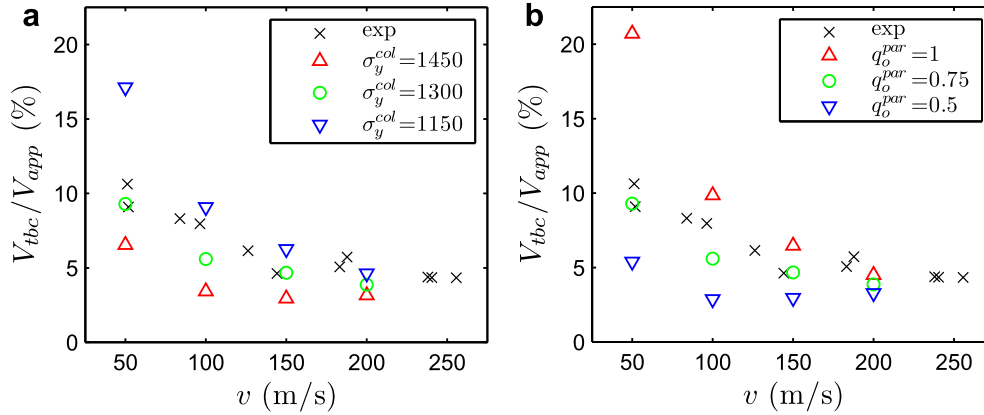 a
20
15
10
5
0
50 100 150 200 250
V_tbc/V_app (%)
v (m/s)
exp
σ_y^col=1450
σ_y^col=1300
σ_y^col=1150
b
20
15
10
5
0
50 100 150 200 250
V_tbc/V_app (%)
v (m/s)
exp
q_o^par=1
q_o^par=0.75
q_o^par=0.5